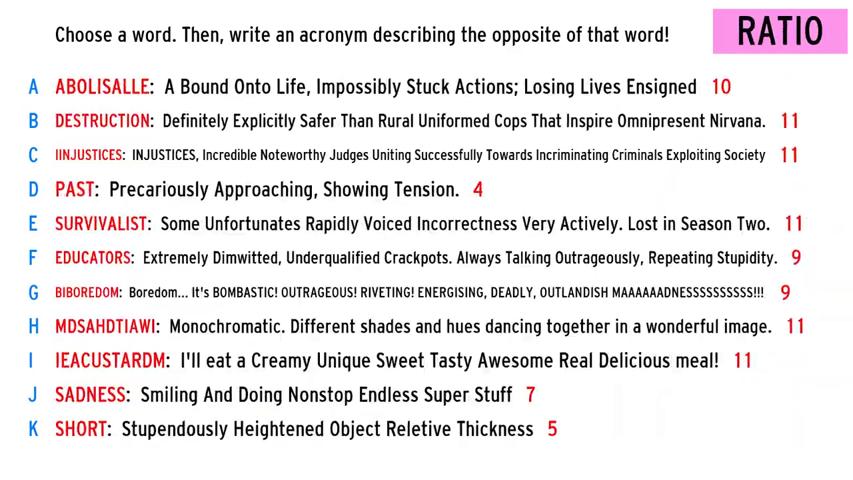 Choose a word. Then, write an acronym describing the opposite of that word!
RATIO
A ABOLISALLE: A Bound Onto Life, Impossibly Stuck Actions; Losing Lives Ensigned 10
B DESTRUCTION: Definitely Explicitly Safer Than Rural Uniformed Cops That Inspire Omnipresent Nirvana. 11
C IINJUSTICES: INJUSTICES, Incredible Noteworthy Judges Uniting Successfully Towards Incriminating Criminals Exploiting Society 11
D PAST: Precariously Approaching, Showing Tension. 4
E SURVIVALIST: Some Unfortunates Rapidly Voiced Incorrectness Very Actively. Lost in Season Two. 11
F EDUCATORS: Extremely Dimwitted, Underqualified Crackpots. Always Talking Outrageously, Repeating Stupidity. 9
G BIBOREDOM: Boredom... It's BOMBASTIC! OUTRAGEOUS! RIVETING! ENERGISING, DEADLY, OUTLANDISH MAAAAAADNESSSSSSSSSS!!! 9
H MDSAHDTIAWI: Monochromatic. Different shades and hues dancing together in a wonderful image. 11
I IEACUSTARDM: I'll eat a Creamy Unique Sweet Tasty Awesome Real Delicious meal! 11
J SADNESS: Smiling And Doing Nonstop Endless Super Stuff 7
K SHORT: Stupendously Heightened Object Reletive Thickness 5